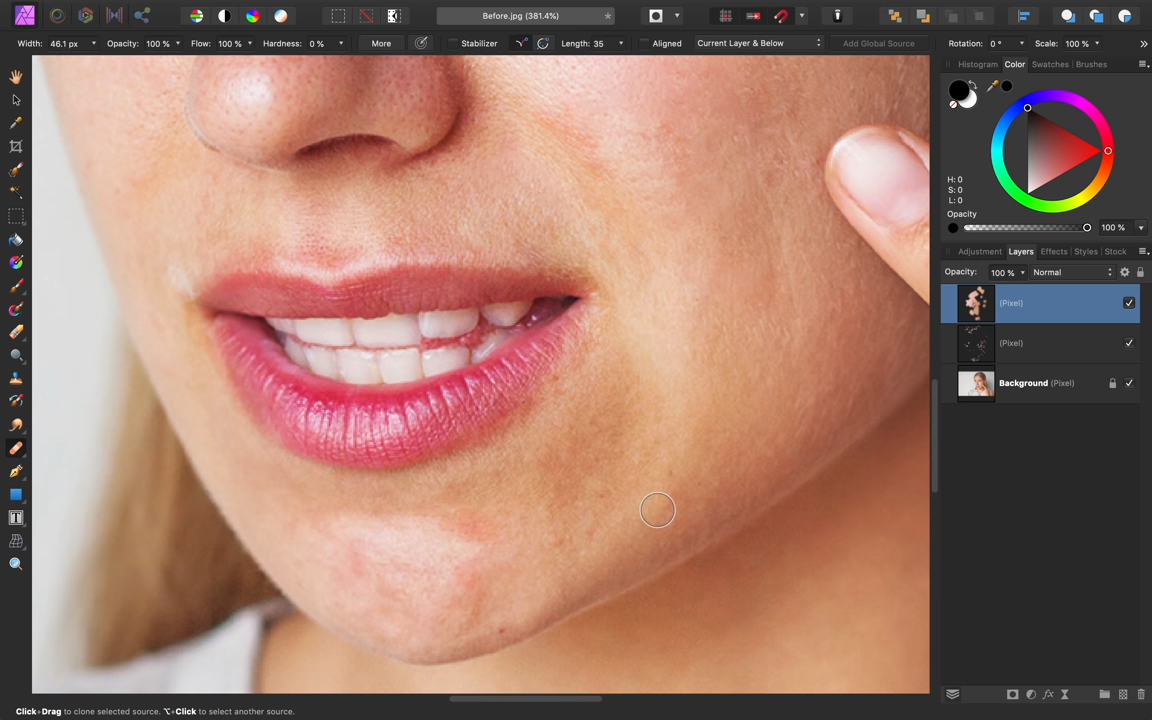 Before.jpg (381.4%)
Width: 46.1 px Opacity: 100 % Flow: 100 % Hardness: 0 % More Stabilizer Length: 35 Aligned Current Layer & Below Add Global Source Rotation: 0 ° Scale: 100 %
Histogram Color Swatches Brushes
H: 0
S: 0
L: 0
Opacity
100 %
Adjustment Layers Effects Styles Stock
Opacity: 100 % Normal
(Pixel)
(Pixel)
Background (Pixel)
Click+Drag to clone selected source. ⌥+Click to select another source.